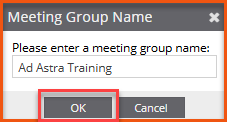 Meeting Group Name
Please enter a meeting group name:
Ad Astra Training
OK Cancel